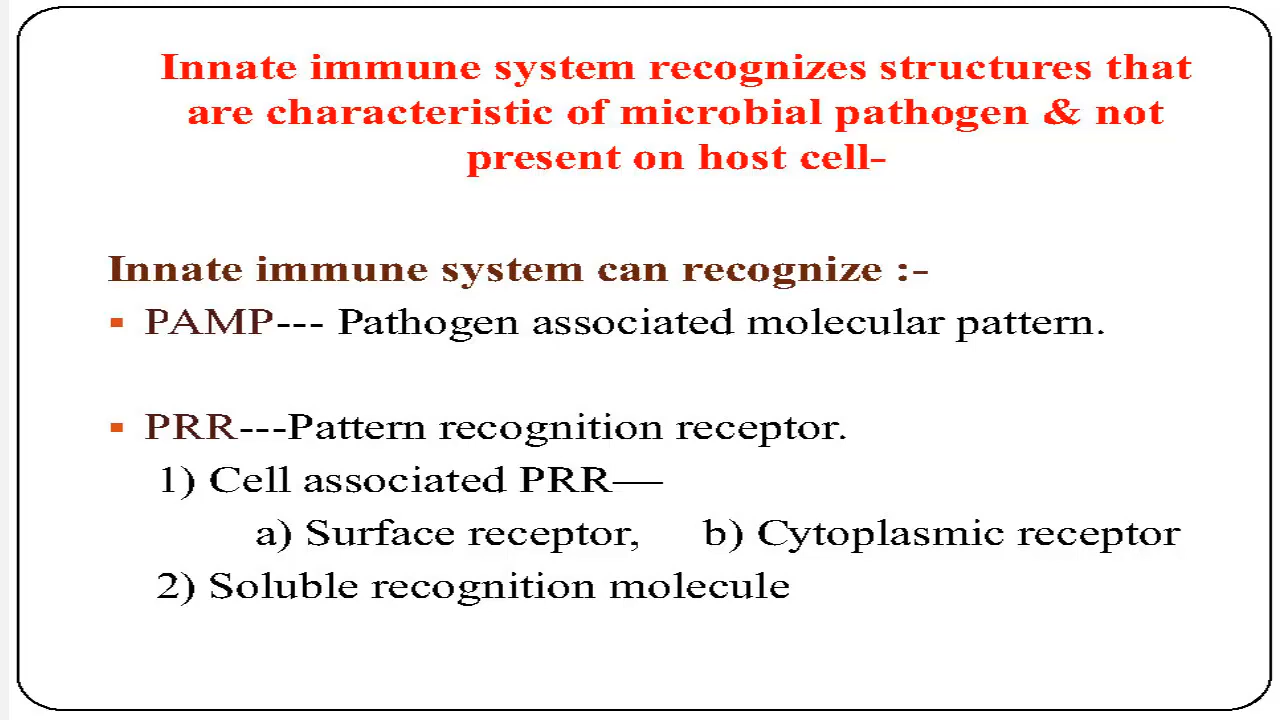 Innate immune system recognizes structures that
are characteristic of microbial pathogen & not
present on host cell-
Innate immune system can recognize :-
▪ PAMP--- Pathogen associated molecular pattern.
▪ PRR---Pattern recognition receptor.
1) Cell associated PRR—
a) Surface receptor, b) Cytoplasmic receptor
2) Soluble recognition molecule